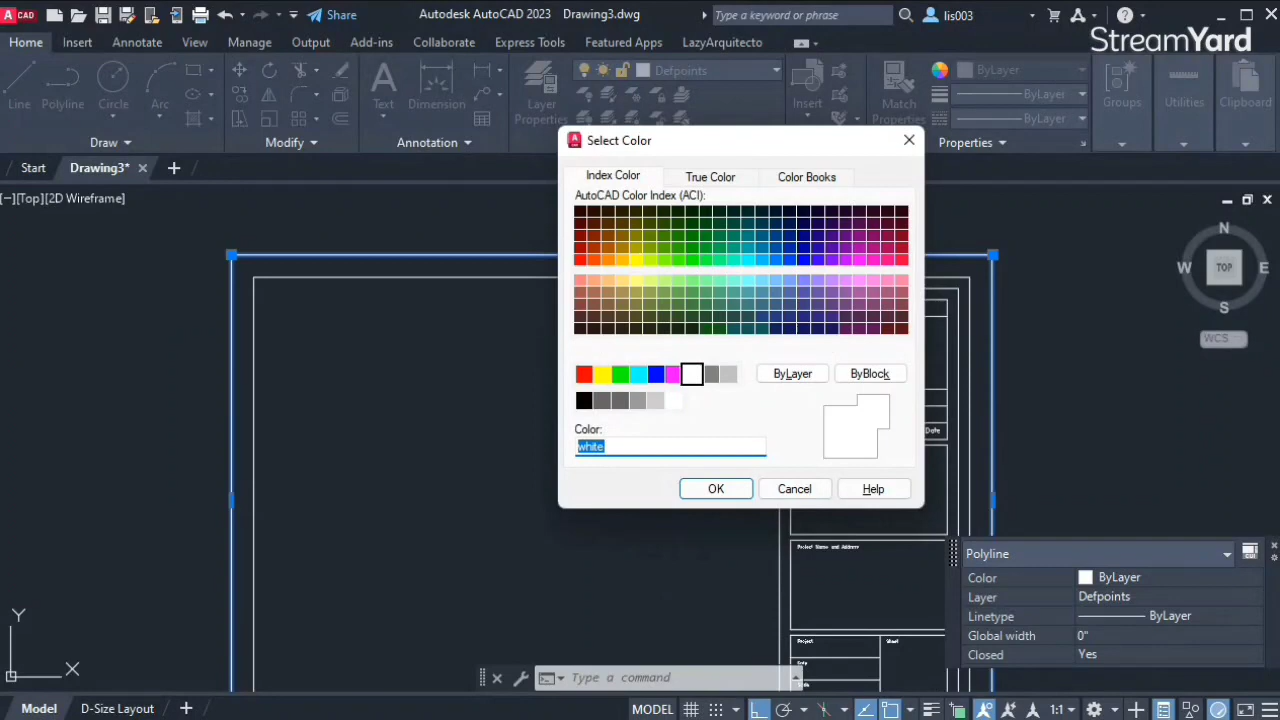 CAD
Share
Autodesk AutoCAD 2023 Drawing3.dwg
Type a keyword or phrase
lis003
StreamYard
Home Insert Annotate View Manage Output Add-ins Collaborate Express Tools Featured Apps LazyArquitecto
Defpoints
ByLayer
ByLayer
ByLayer
Line Polyline Circle Arc Text Dimension Layer Properties Insert Match Properties Groups Utilities Clipboard
Draw Modify Annotation Properties
Start Drawing3* +
[−][Top][2D Wireframe]
Select Color
Index Color True Color Color Books
AutoCAD Color Index (ACI):
ByLayer ByBlock
Color:
white
OK Cancel Help
N
W TOP E
S
WCS
Date
Project Name and Address
Project Sheet
Date
Polyline
Color ByLayer
Layer Defpoints
Linetype ByLayer
Global width 0"
Closed Yes
Y
X
Type a command
Model D-Size Layout +
MODEL 1:1